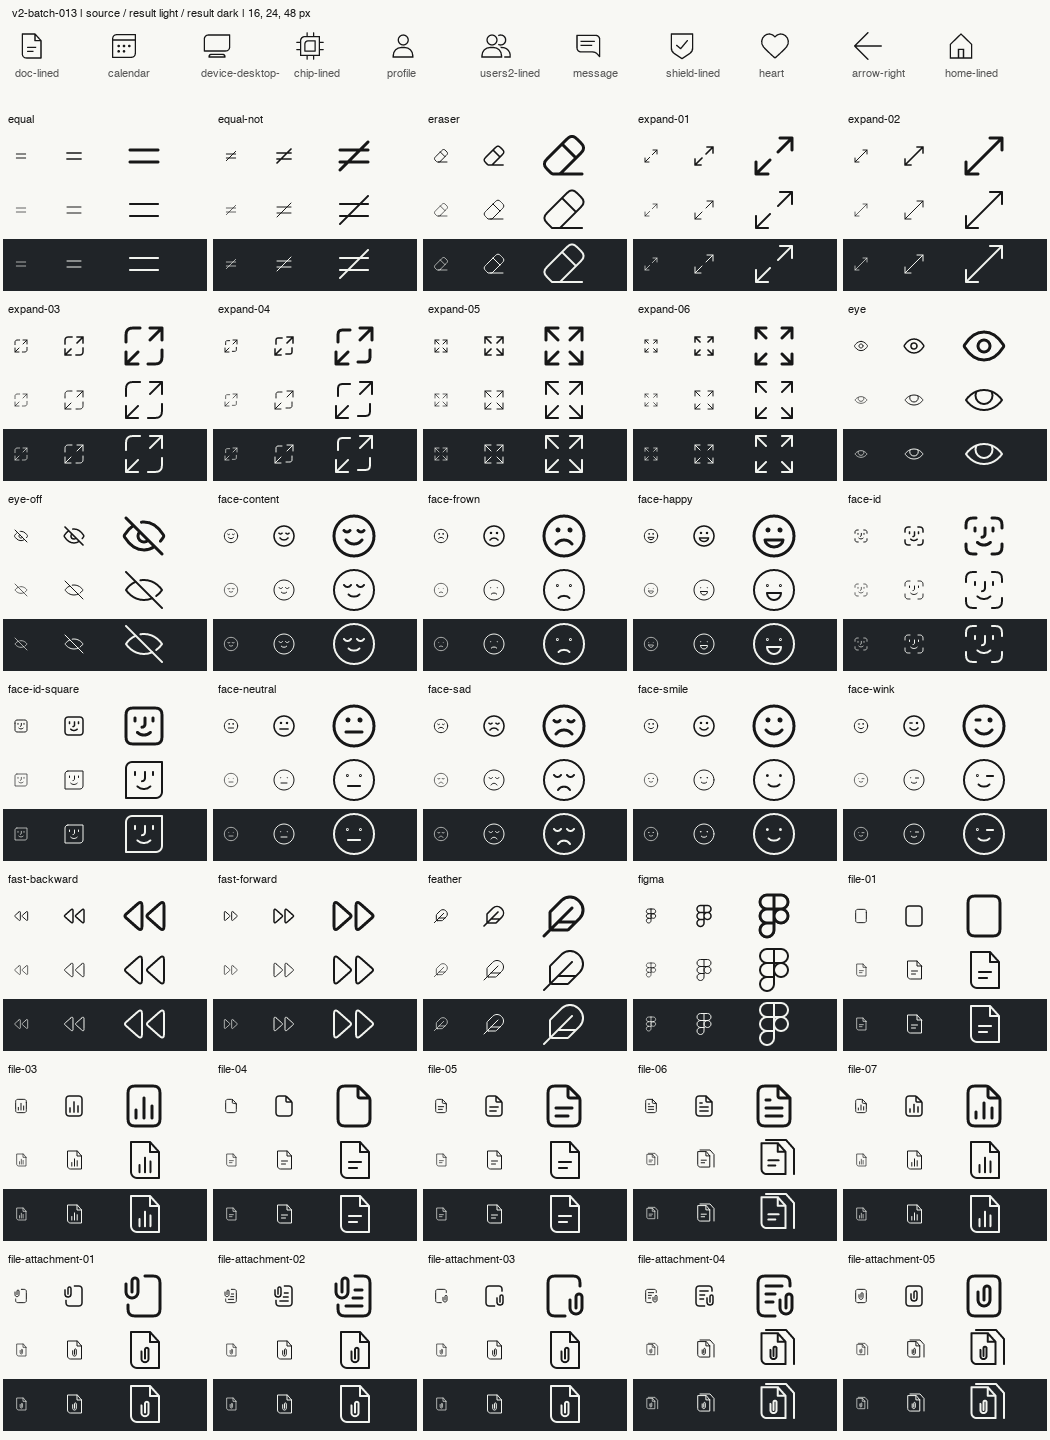 v2-batch-013 | source / result light / result dark | 16, 24, 48 px
doc-lined calendar device-desktop- chip-lined profile users2-lined message shield-lined heart arrow-right home-lined
equal equal-not eraser expand-01 expand-02
expand-03 expand-04 expand-05 expand-06 eye
eye-off face-content face-frown face-happy face-id
face-id-square face-neutral face-sad face-smile face-wink
fast-backward fast-forward feather figma file-01
file-03 file-04 file-05 file-06 file-07
file-attachment-01 file-attachment-02 file-attachment-03 file-attachment-04 file-attachment-05